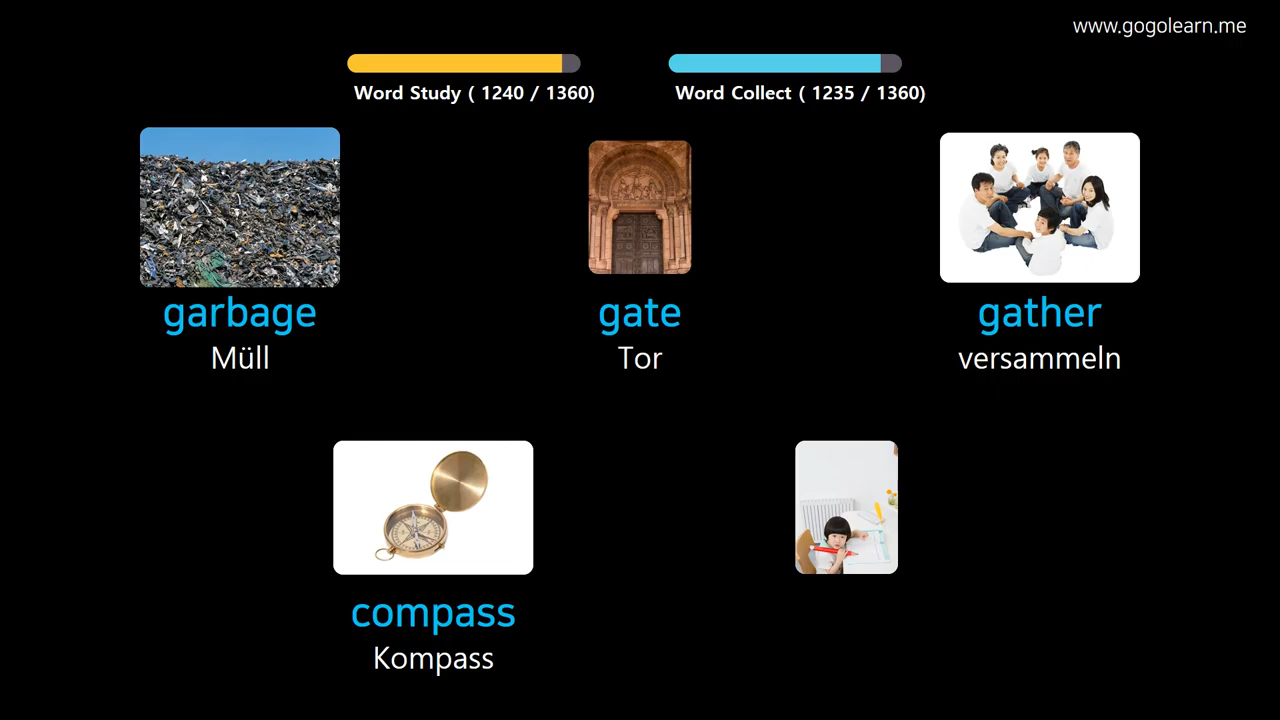 www.gogolearn.me
Word Study ( 1240 / 1360)
Word Collect ( 1235 / 1360)
garbage
Müll
gate
Tor
gather
versammeln
compass
Kompass